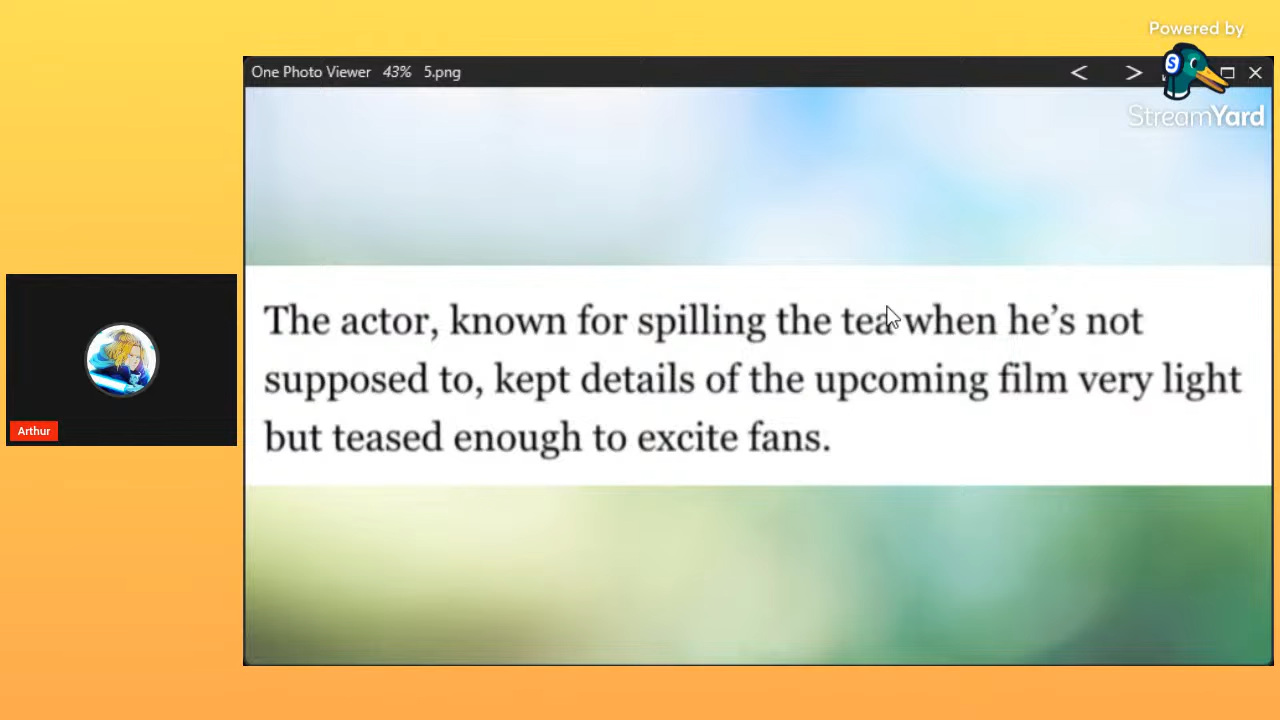 Powered by
StreamYard
One Photo Viewer 43% 5.png
The actor, known for spilling the tea when he’s not
supposed to, kept details of the upcoming film very light
but teased enough to excite fans.
Arthur